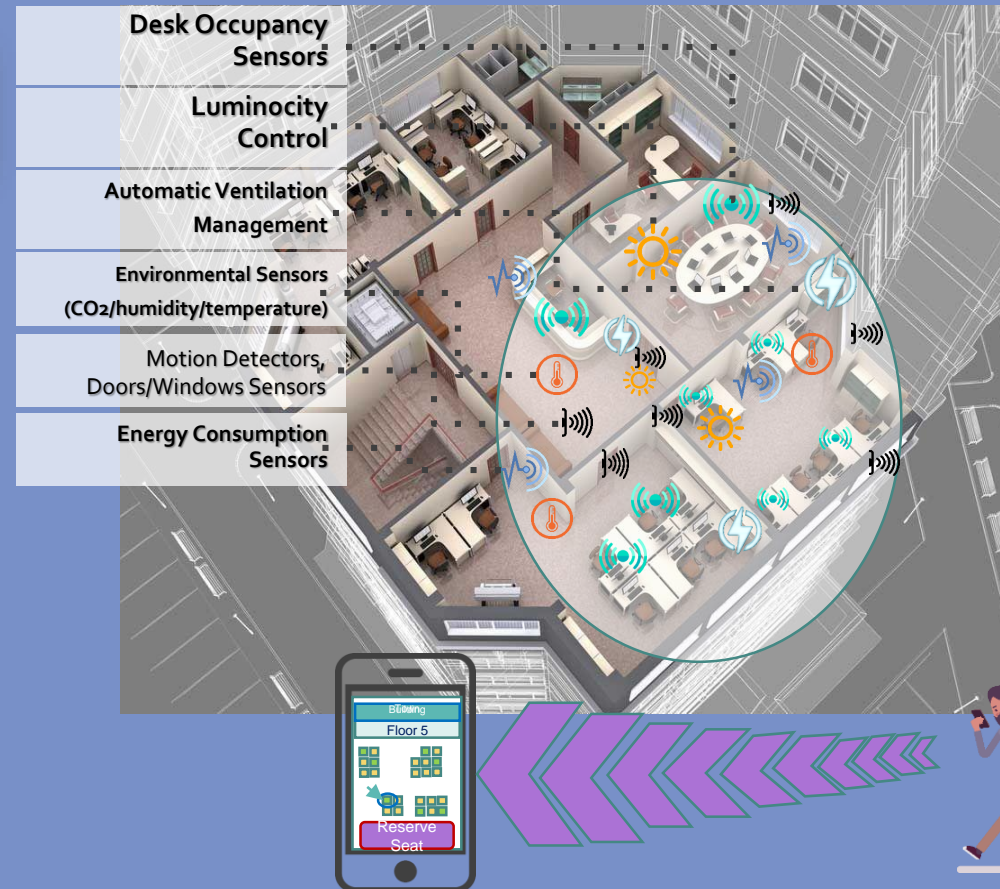 Desk Occupancy
Sensors
Luminocity
Control
Automatic Ventilation
Management
Environmental Sensors
(CO2/humidity/temperature)
Motion Detectors,
Doors/Windows Sensors
Energy Consumption
Sensors
Building
Floor 5
Reserve
Seat